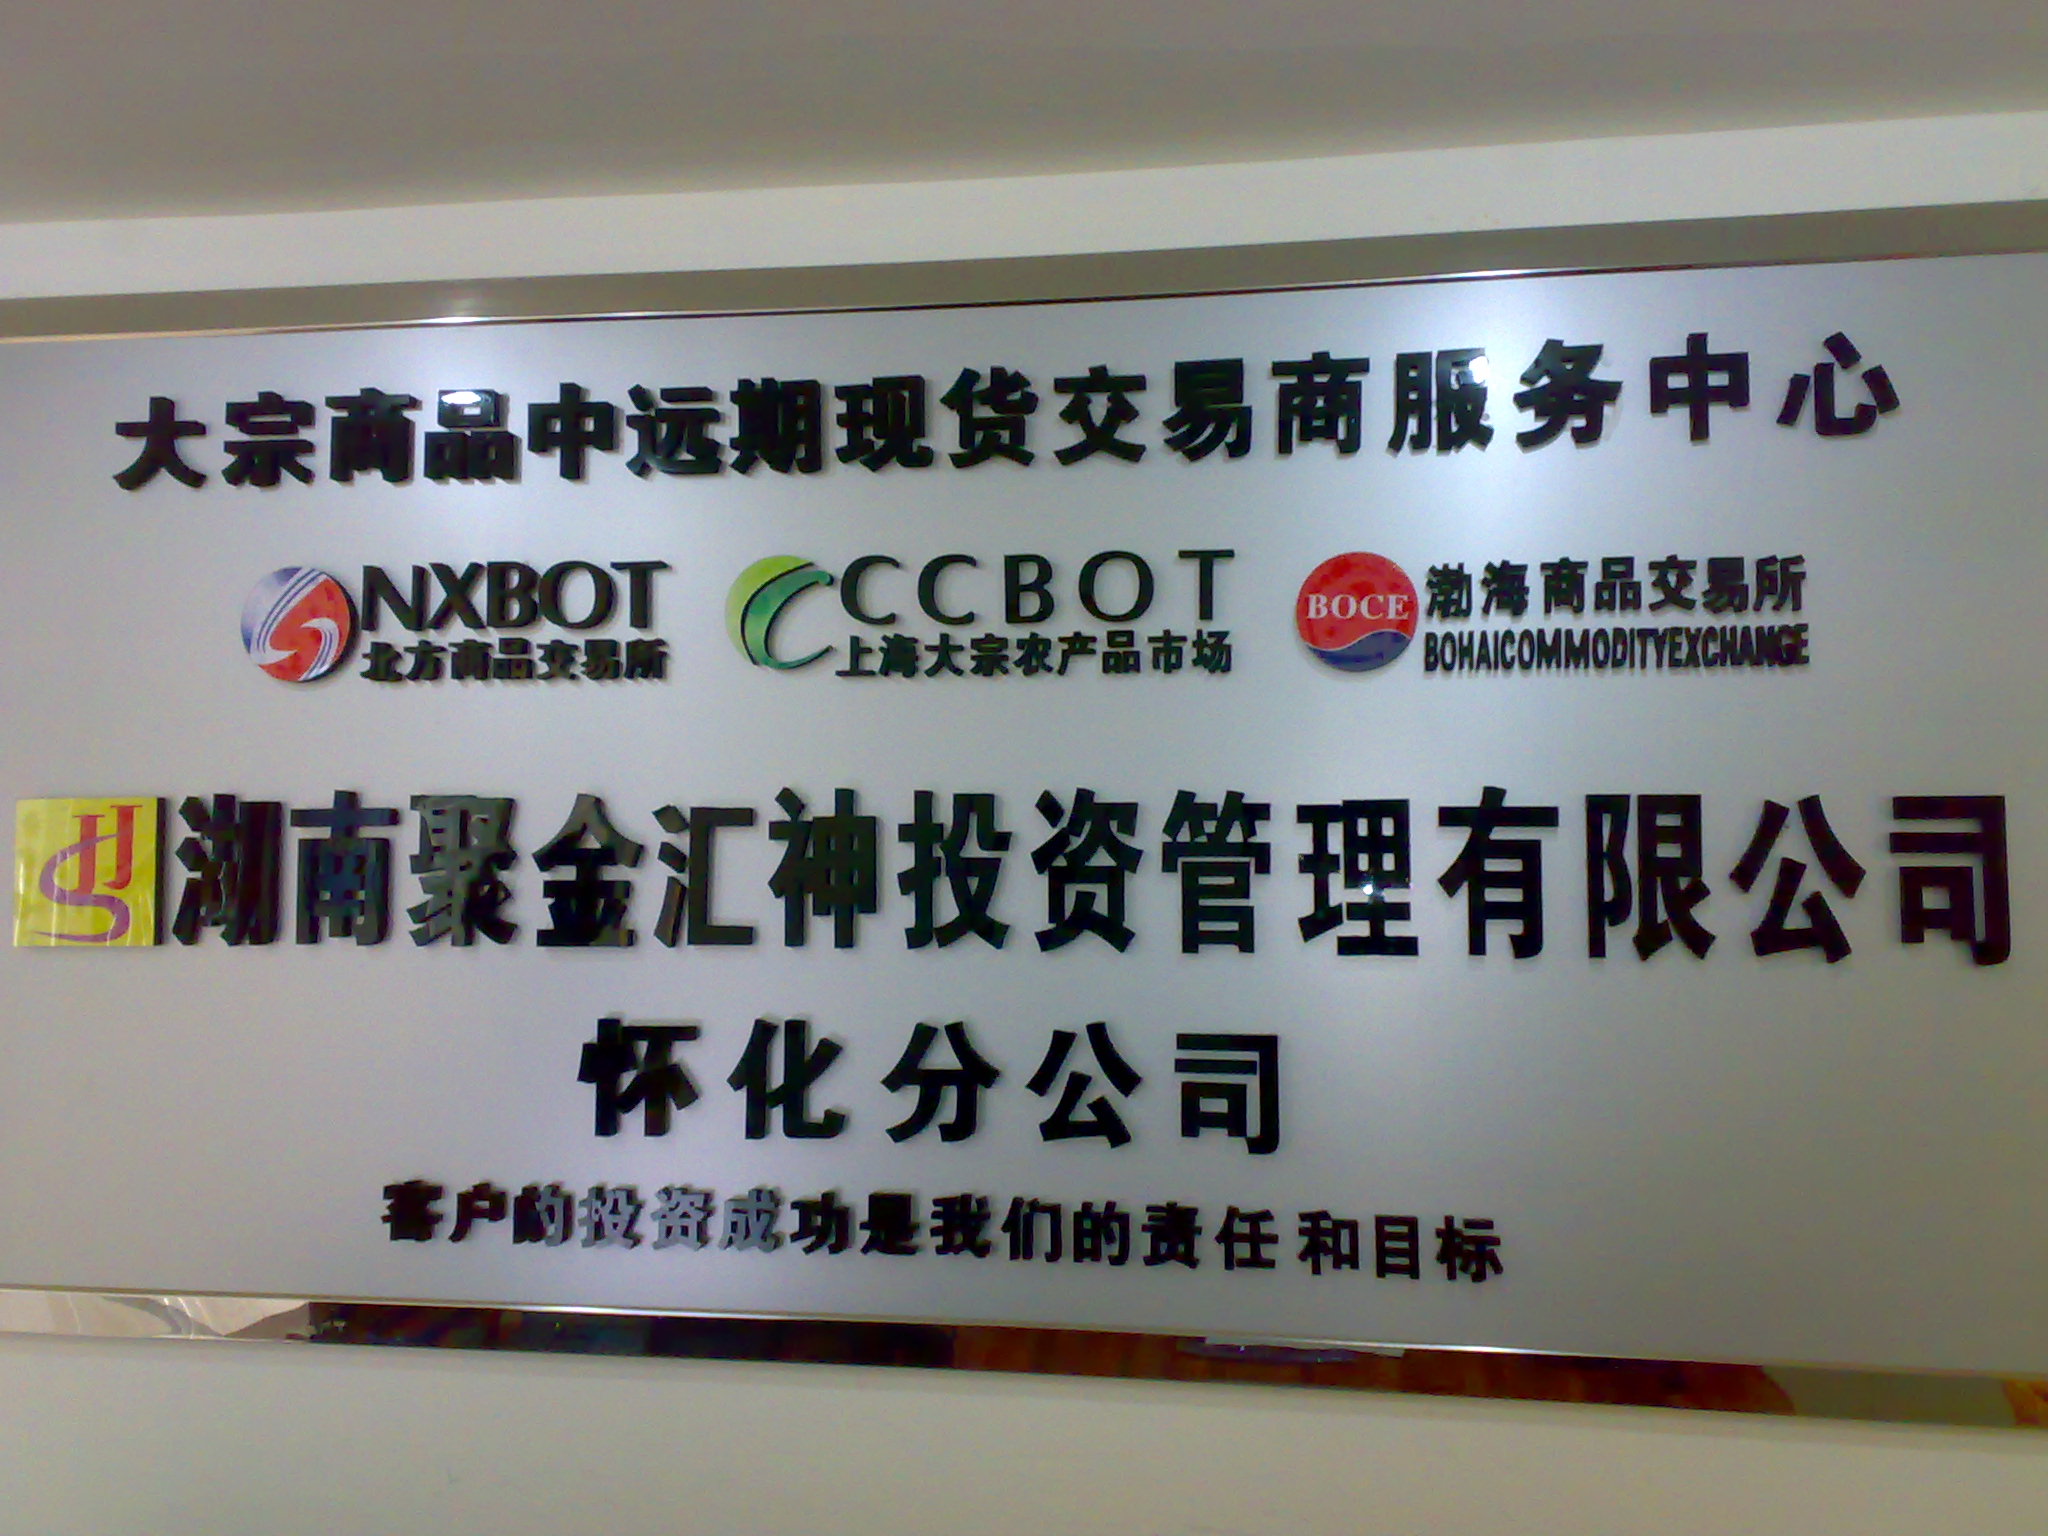 大宗商品中远期现货交易商服务中心
NXBOT
北方商品交易所
CCBOT
上海大宗农产品市场
BOCE
渤海商品交易所
BOHAICOMMODITYEXCHANGE
JJS
湖南聚金汇神投资管理有限公司
怀化分公司
客户的投资成功是我们的责任和目标